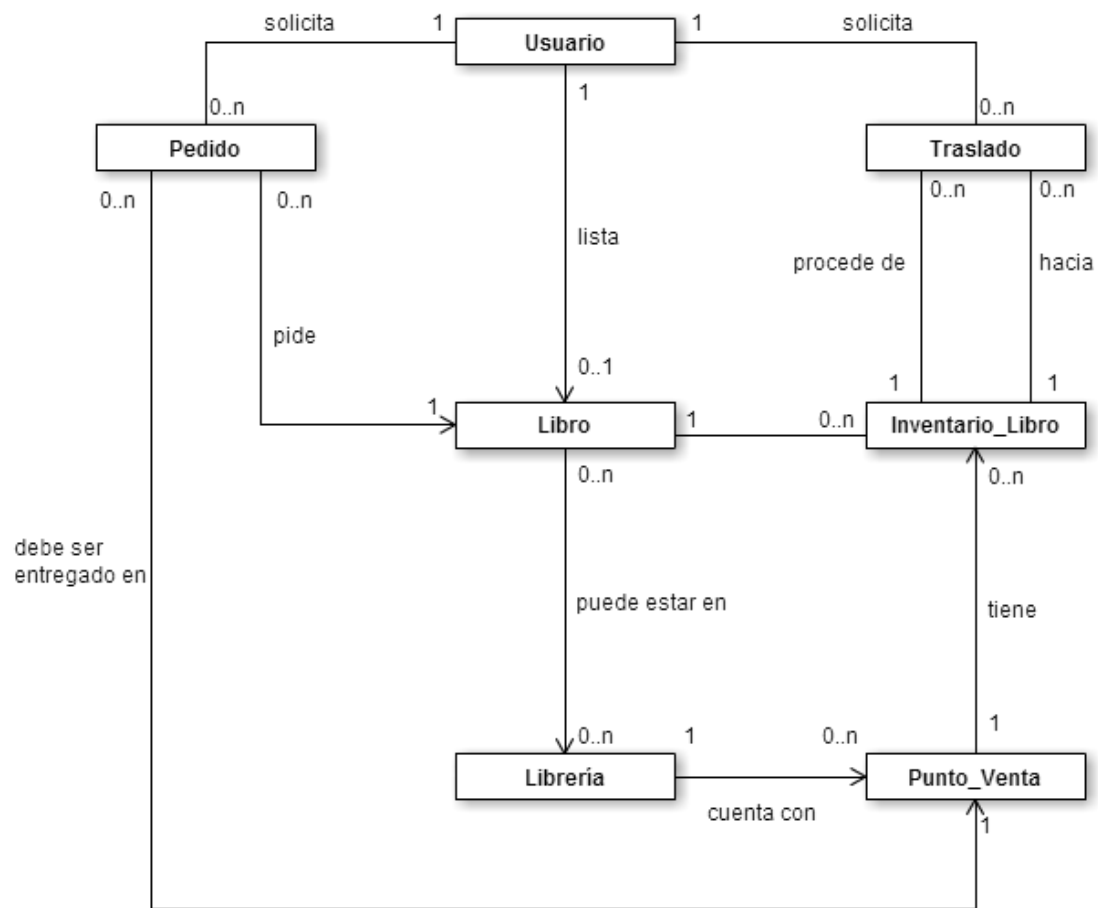 solicita
1
Usuario
1
solicita
1
0..n
0..n
Pedido
Traslado
0..n
0..n
0..n
0..n
lista
procede de
hacia
pide
0..1
1
1
1
Libro
1
0..n
Inventario_Libro
0..n
0..n
debe ser
entregado en
puede estar en
tiene
0..n
1
0..n
1
Librería
Punto_Venta
cuenta con
1